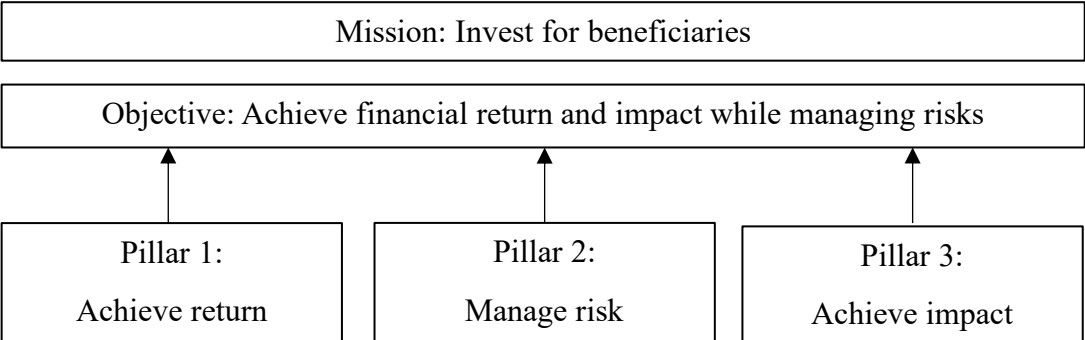 Mission: Invest for beneficiaries
Objective: Achieve financial return and impact while managing risks
Pillar 1:
Achieve return
Pillar 2:
Manage risk
Pillar 3:
Achieve impact